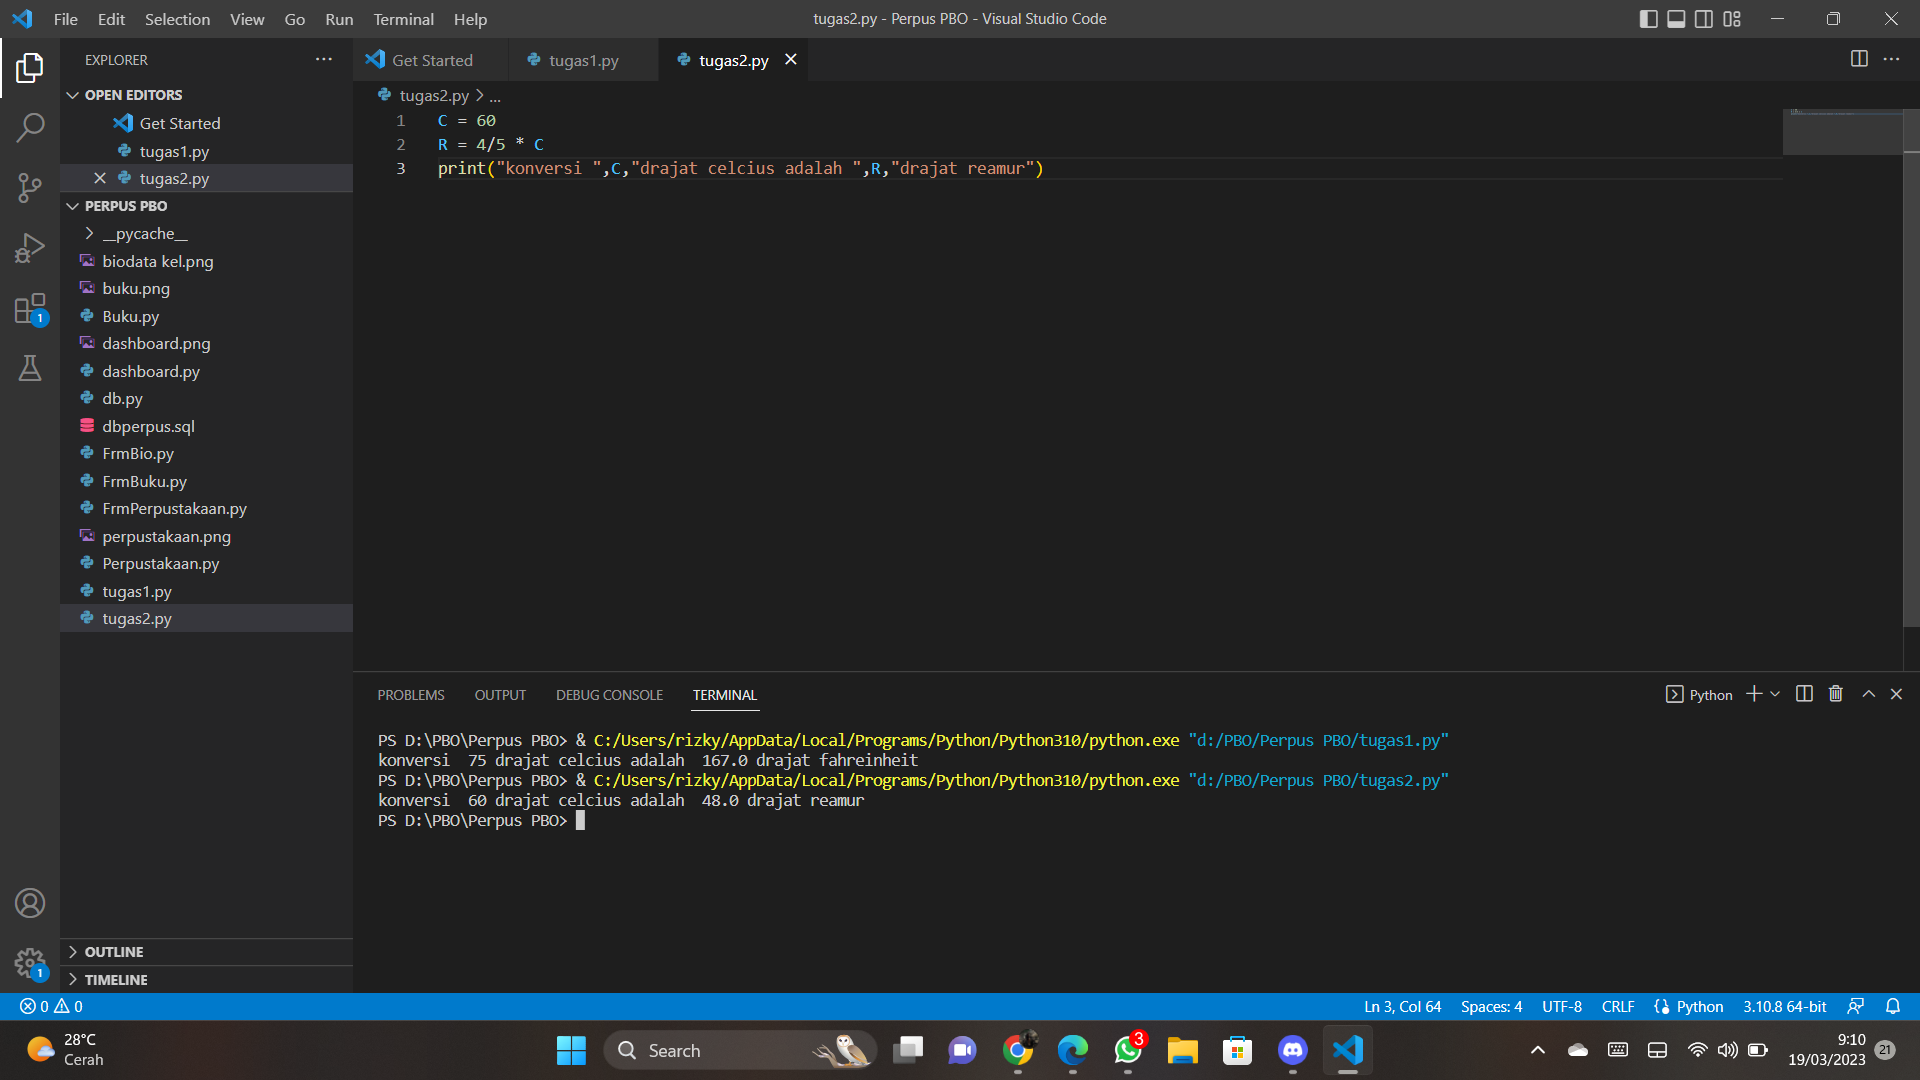 File Edit Selection View Go Run Terminal Help
tugas2.py - Perpus PBO - Visual Studio Code
EXPLORER
Get Started
tugas1.py
tugas2.py
OPEN EDITORS
Get Started
tugas1.py
tugas2.py
PERPUS PBO
__pycache__
biodata kel.png
buku.png
Buku.py
dashboard.png
dashboard.py
db.py
dbperpus.sql
FrmBio.py
FrmBuku.py
FrmPerpustakaan.py
perpustakaan.png
Perpustakaan.py
tugas1.py
tugas2.py
OUTLINE
TIMELINE
1
1
tugas2.py > ...
1 C = 60
2 R = 4/5 * C
3 print("konversi ",C,"drajat celcius adalah ",R,"drajat reamur")
PROBLEMS OUTPUT DEBUG CONSOLE TERMINAL
Python
PS D:\PBO\Perpus PBO> & C:/Users/rizky/AppData/Local/Programs/Python/Python310/python.exe "d:/PBO/Perpus PBO/tugas1.py"
konversi  75 drajat celcius adalah  167.0 drajat fahreinheit
PS D:\PBO\Perpus PBO> & C:/Users/rizky/AppData/Local/Programs/Python/Python310/python.exe "d:/PBO/Perpus PBO/tugas2.py"
konversi  60 drajat celcius adalah  48.0 drajat reamur
PS D:\PBO\Perpus PBO>
0 0
Ln 3, Col 64 Spaces: 4 UTF-8 CRLF Python 3.10.8 64-bit
28°C
Cerah
Search
3
9:10
19/03/2023
21